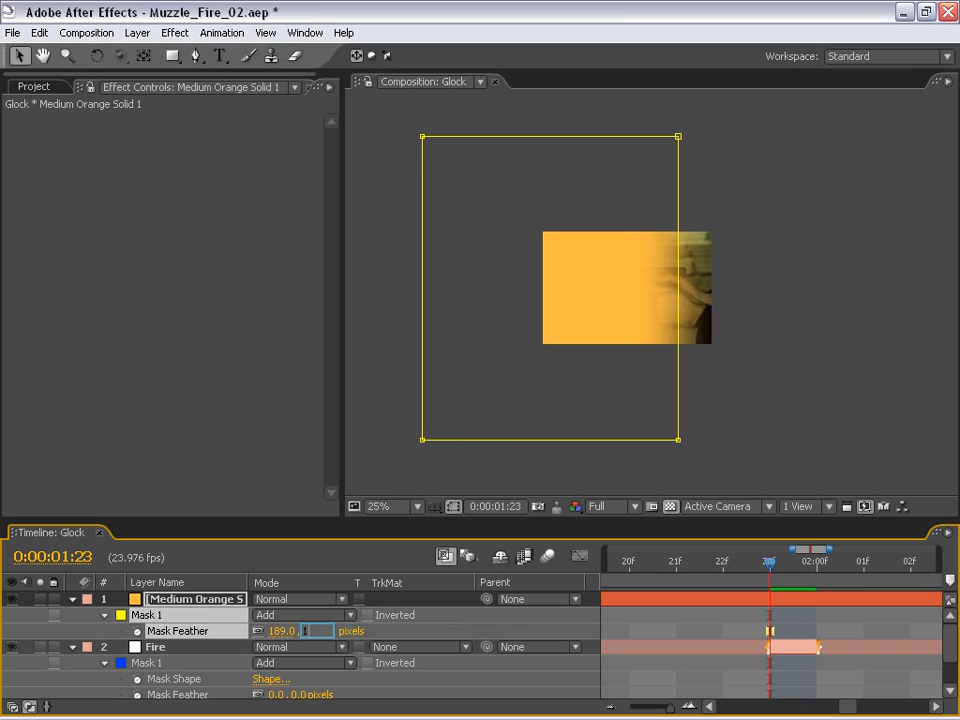 Adobe After Effects - Muzzle_Fire_02.aep *
File Edit Composition Layer Effect Animation View Window Help
Workspace: Standard
Project Effect Controls: Medium Orange Solid 1
Composition: Glock
Glock * Medium Orange Solid 1
25% 0:00:01:23 Full Active Camera 1 View
Timeline: Glock
0:00:01:23 (23.976 fps)
20f 21f 22f 23f 02:00f 01f 02f
# Layer Name Mode T TrkMat Parent
1 [Medium Orange S Normal None
Mask 1 Add Inverted
Mask Feather 189.0, 1 pixels
2 Fire Normal None None
Mask 1 Add Inverted
Mask Shape Shape...
Mask Feather 0.0, 0.0 pixels